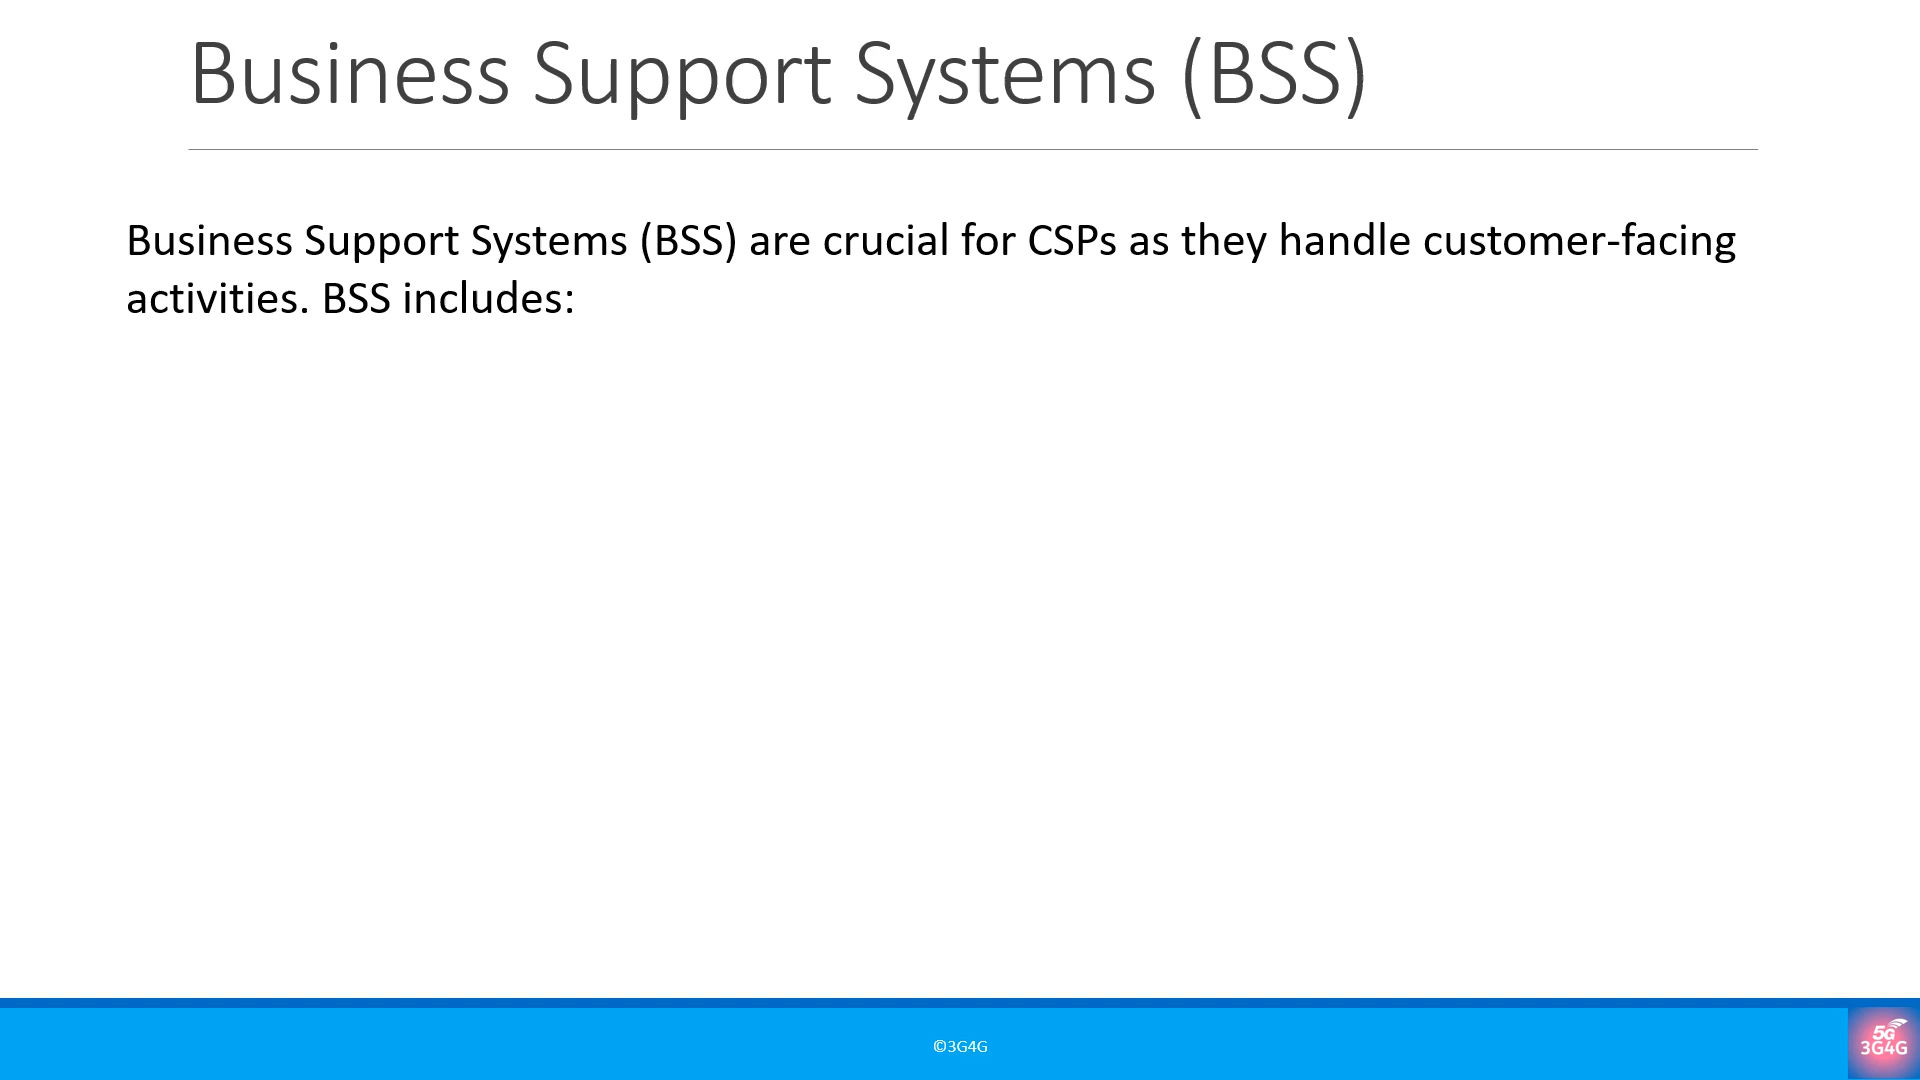 Business Support Systems (BSS)
Business Support Systems (BSS) are crucial for CSPs as they handle customer-facing
activities. BSS includes:
©3G4G
5G
3G4G